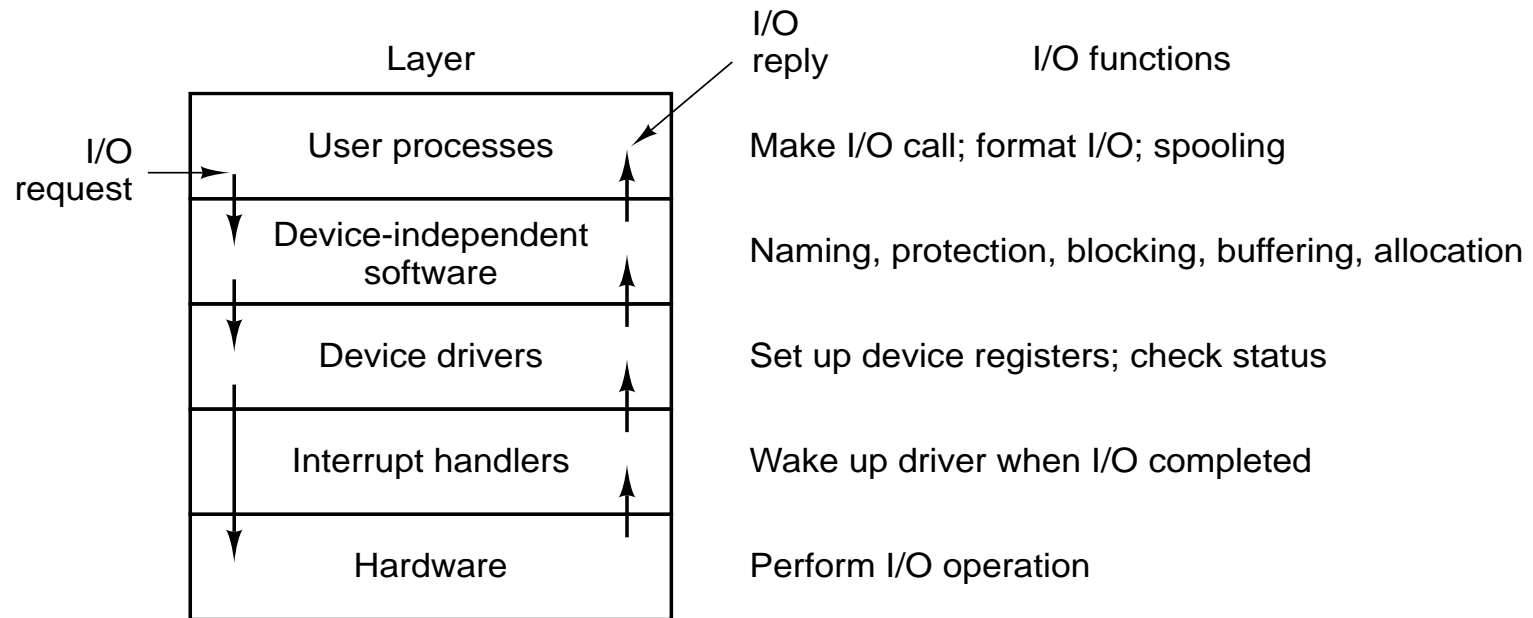 Layer
I/O
reply
I/O functions
I/O
request
User processes
Make I/O call; format I/O; spooling
Device-independent
software
Naming, protection, blocking, buffering, allocation
Device drivers
Set up device registers; check status
Interrupt handlers
Wake up driver when I/O completed
Hardware
Perform I/O operation